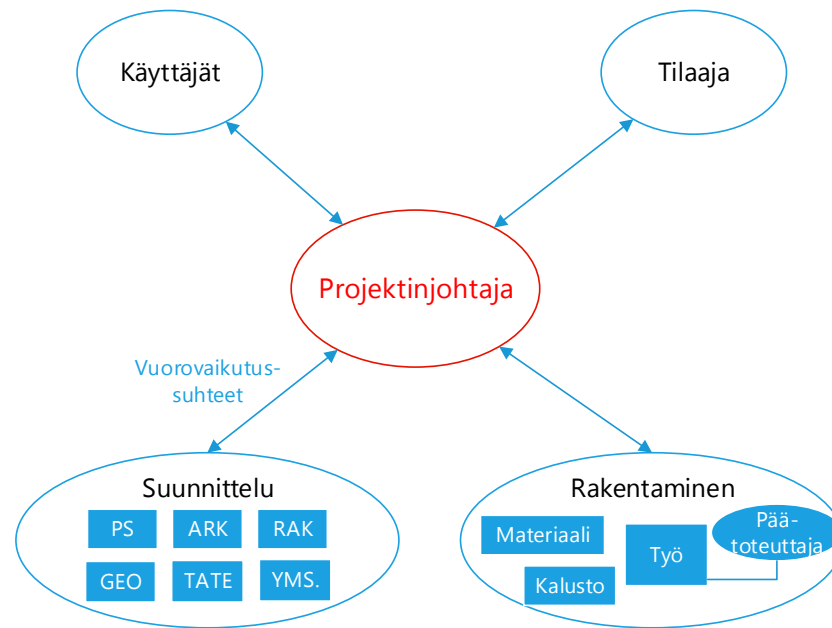 Käyttäjät
Tilaaja
Projektinjohtaja
Vuorovaikutus-
suhteet
Suunnittelu
PS
ARK
RAK
GEO
TATE
YMS.
Rakentaminen
Materiaali
Kalusto
Työ
Pää-
toteuttaja